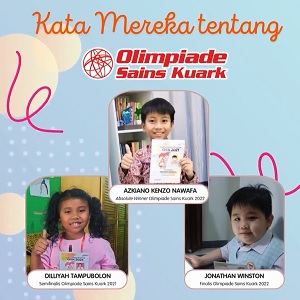 Kata Mereka tentang
Olimpiade
Sains Kuark
AZKIANO KENZO NAWAFA
Absolute Winner Olimpiade Sains Kuark 2022
DILLIYAH TAMPUBOLON
Semifinalis Olimpiade Sains Kuark 2021
JONATHAN WINSTON
Finalis Olimpiade Sains Kuark 2022